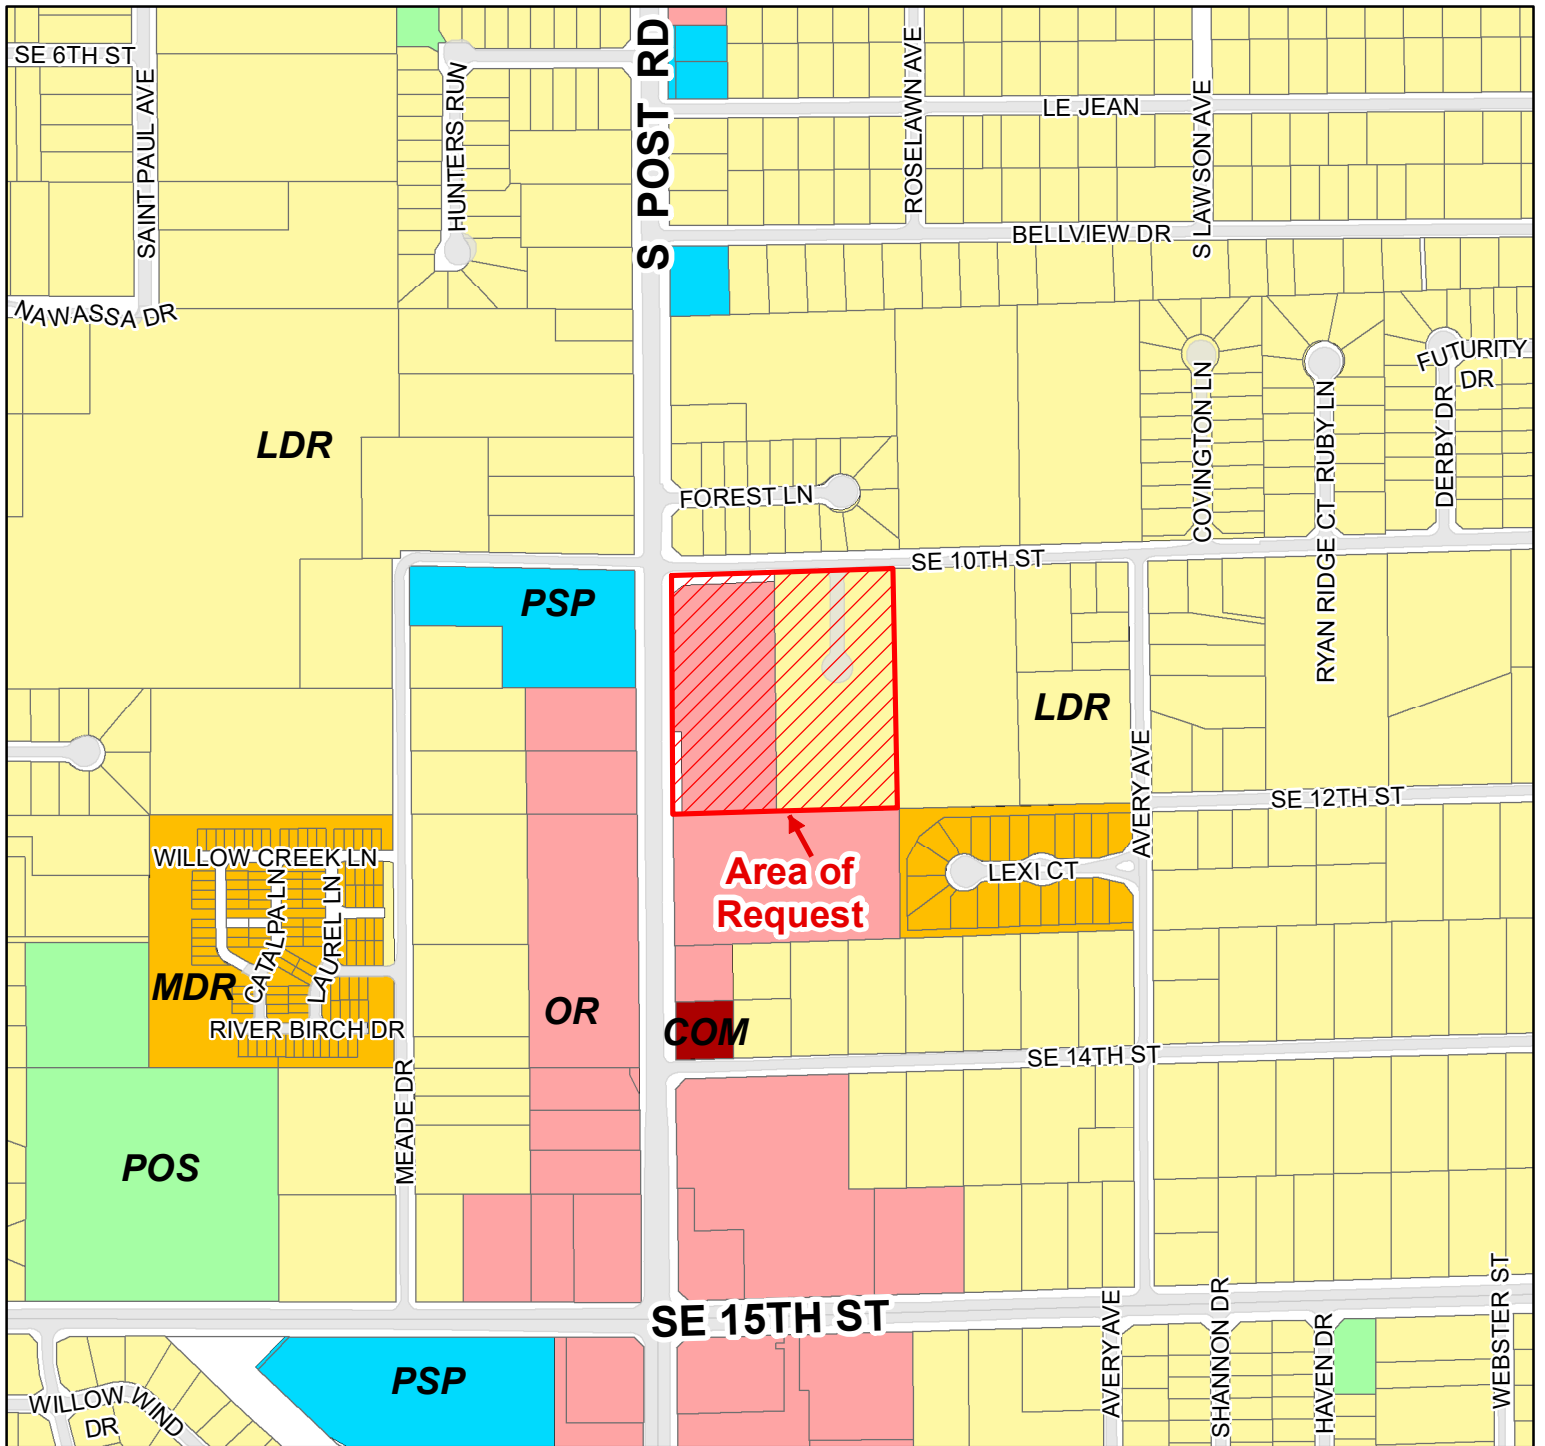 SE 6TH ST
SAINT PAUL AVE
HUNTERS RUN
S POST RD
ROSELAWN AVE
LE JEAN
S LAWSON AVE
BELLVIEW DR
NAWASSA DR
LDR
FOREST LN
COVINGTON LN
RUBY LN
RYAN RIDGE CT
DERBY DR
FUTURITY
DR
SE 10TH ST
PSP
LDR
AVERY AVE
SE 12TH ST
Area of
Request
LEXI CT
WILLOW CREEK LN
CATALPA LN
LAUREL LN
MDR
RIVER BIRCH DR
OR
COM
SE 14TH ST
MEADE DR
POS
SE 15TH ST
PSP
WILLOW WIND
DR
AVERY AVE
SHANNON DR
HAVEN DR
WEBSTER ST